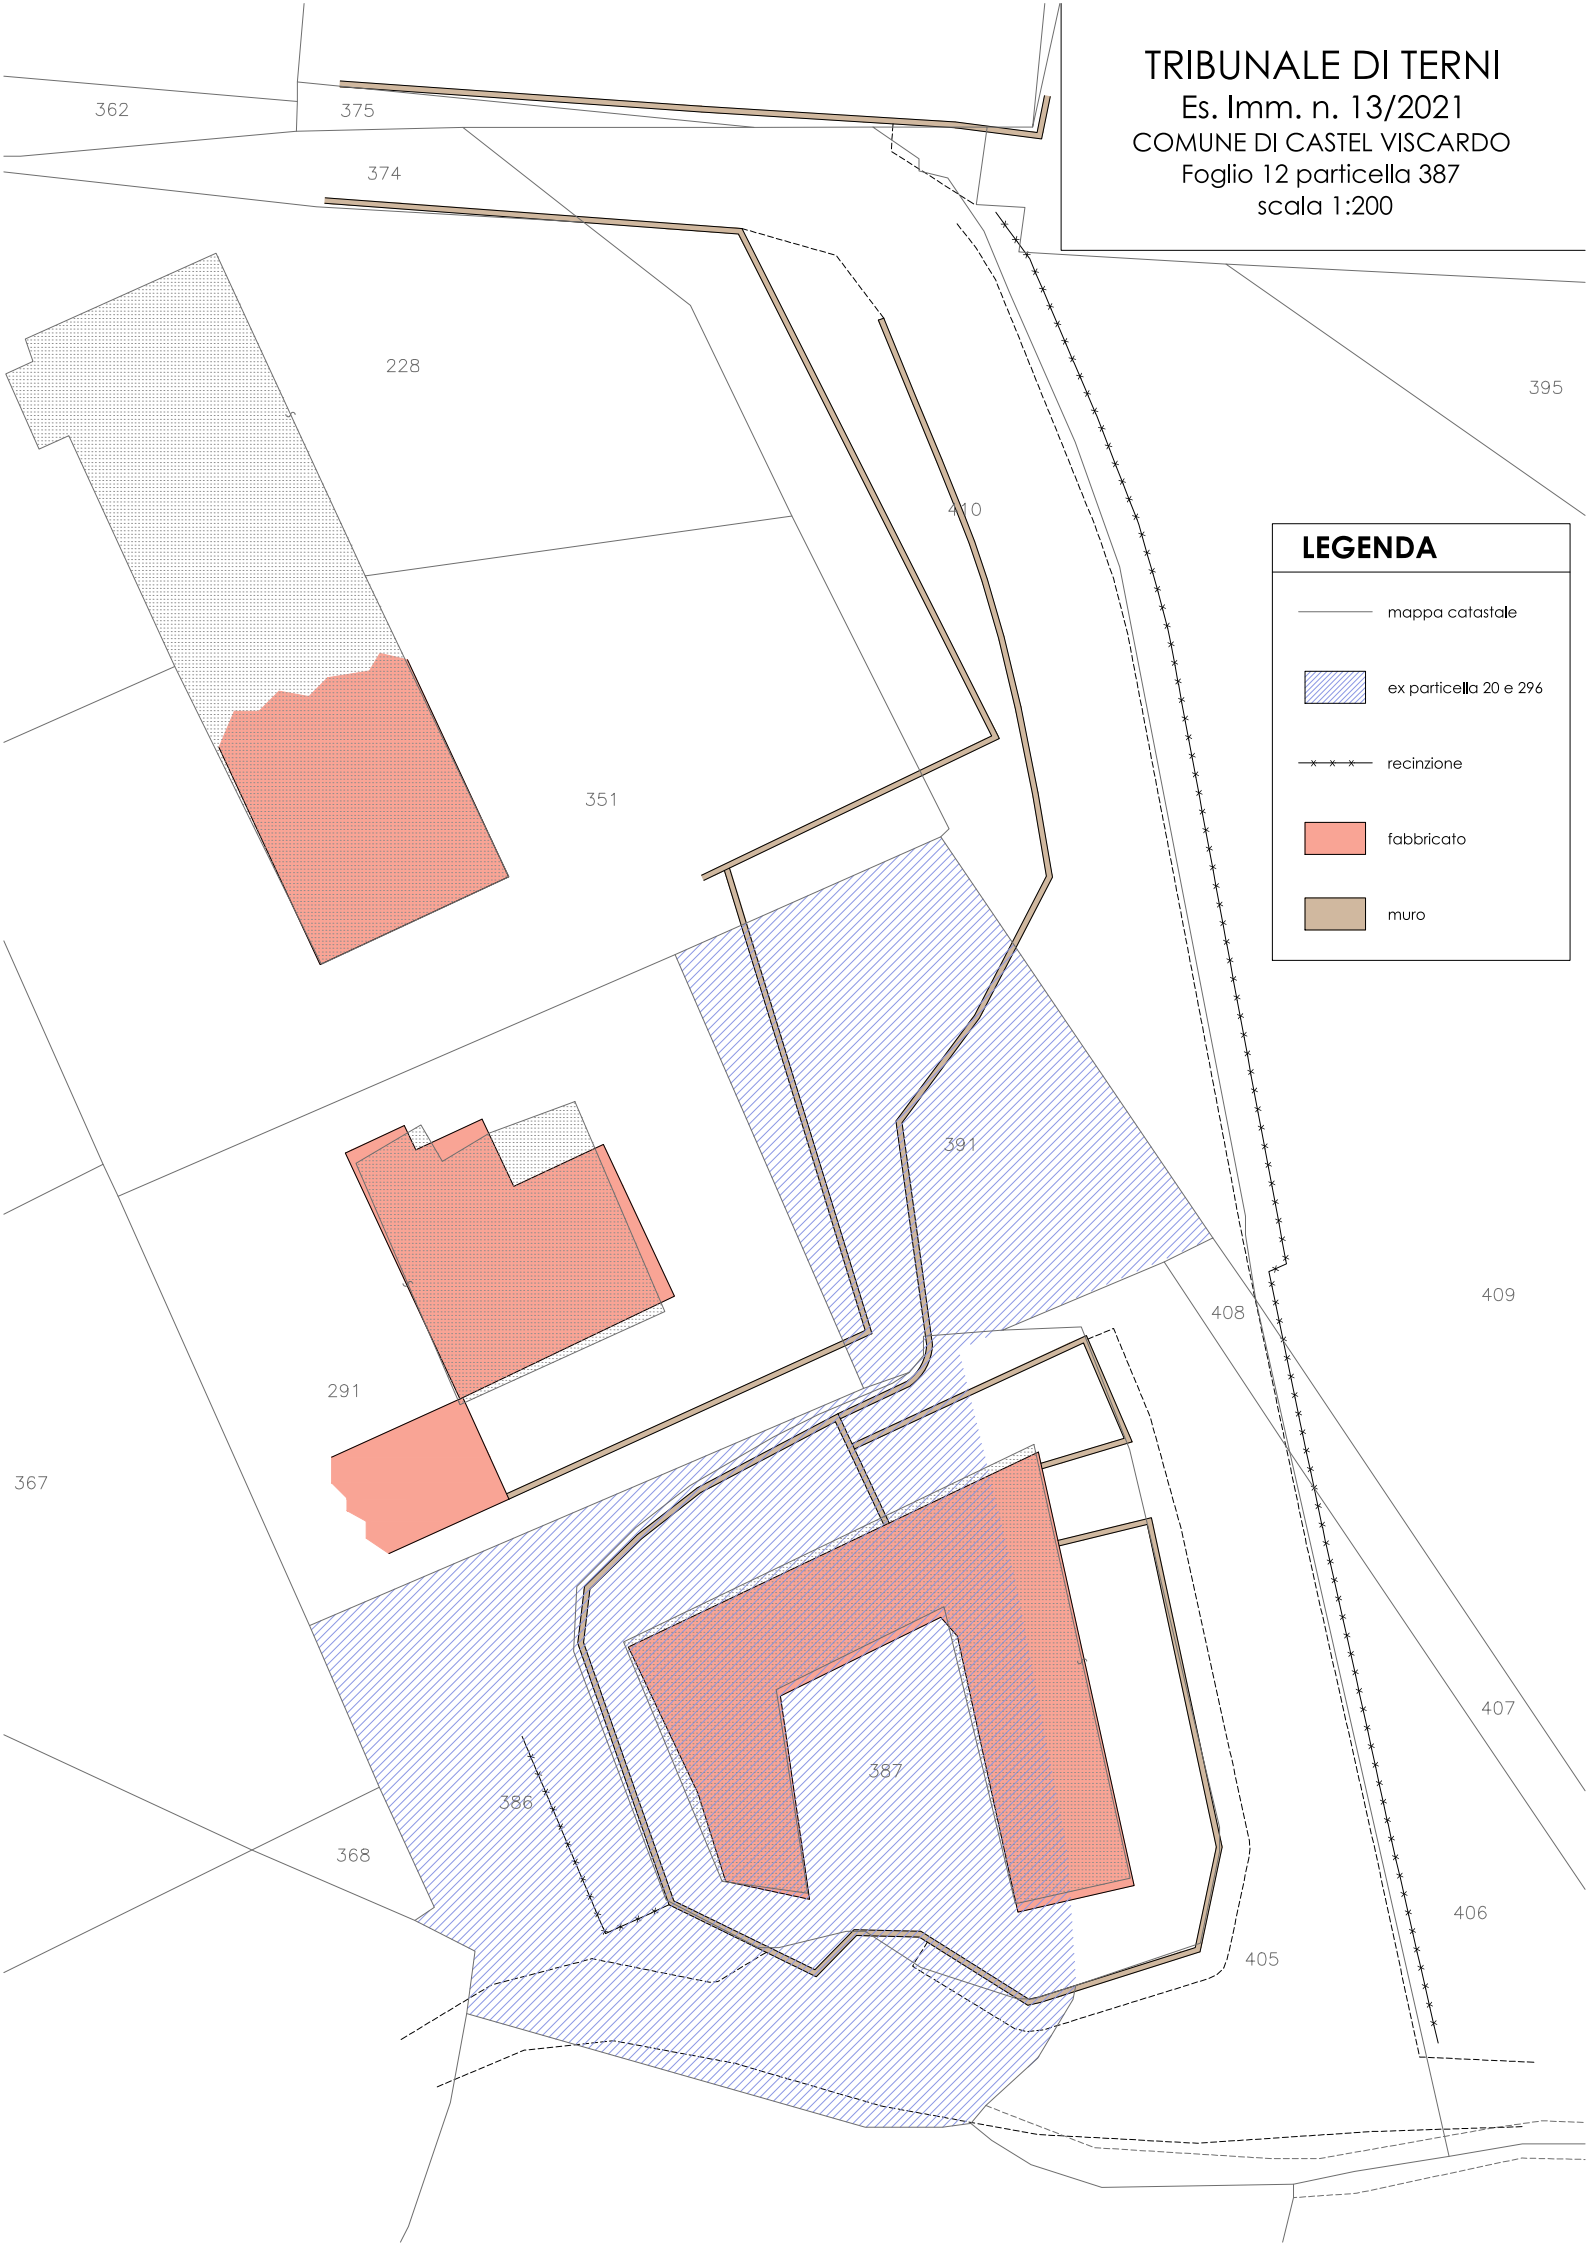 TRIBUNALE DI TERNI
Es. Imm. n. 13/2021
COMUNE DI CASTEL VISCARDO
Foglio 12 particella 387
scala 1:200
362
375
374
228
395
410
LEGENDA
mappa catastale
ex particella 20 e 296
recinzione
fabbricato
muro
351
391
409
408
291
367
407
387
386
368
406
405